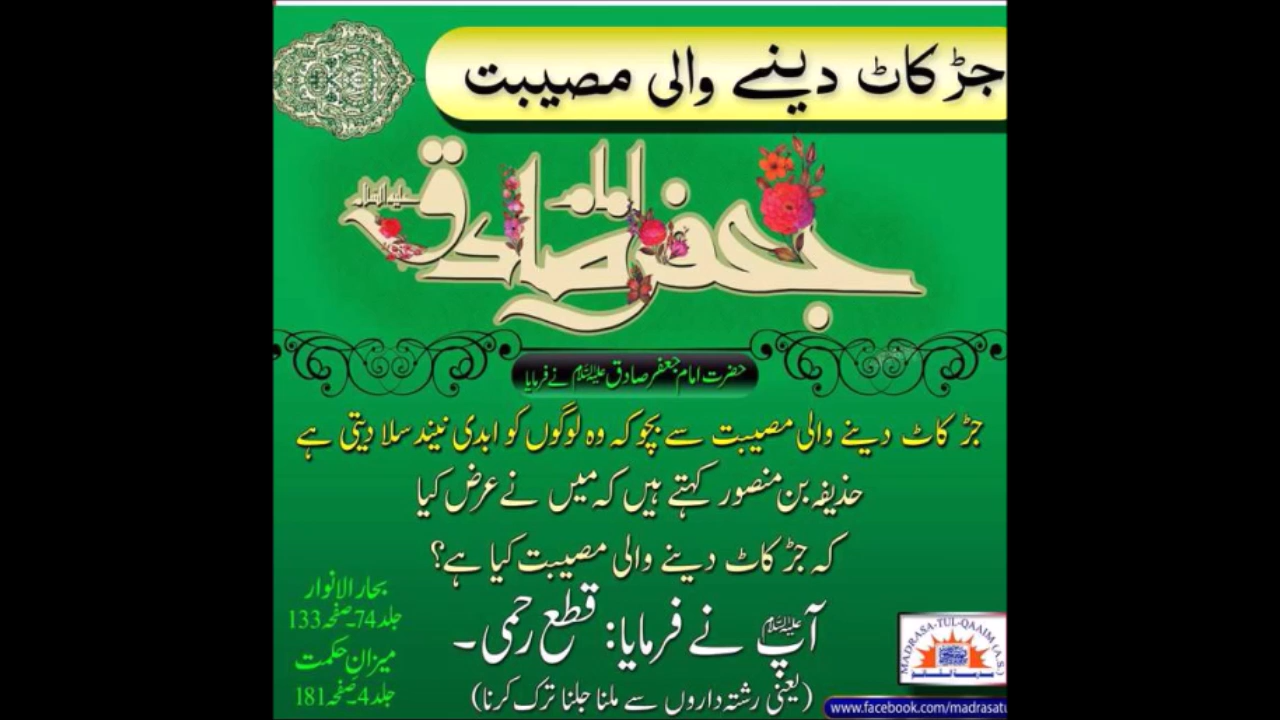 جڑ کاٹ دینے والی مصیبت
امام جعفر صادق علیہ السلام
حضرت امام جعفر صادق علیہ السلام نے فرمایا
جڑ کاٹ دینے والی مصیبت سے بچو کہ وہ لوگوں کو ابدی نیند سلا دیتی ہے
حذیفہ بن منصور کہتے ہیں کہ میں نے عرض کیا
کہ جڑ کاٹ دینے والی مصیبت کیا ہے؟
آپ علیہ السلام نے فرمایا: قطع رحمی۔
(یعنی رشتہ داروں سے ملنا جلنا ترک کرنا)
بحار الانوار
جلد 74۔صفحہ 133
میزان حکمت
جلد 4۔صفحہ 181
MADRASA-TUL-QAAIM (A.S.)
مدرسۃ القائم
www.facebook.com/madrasatu